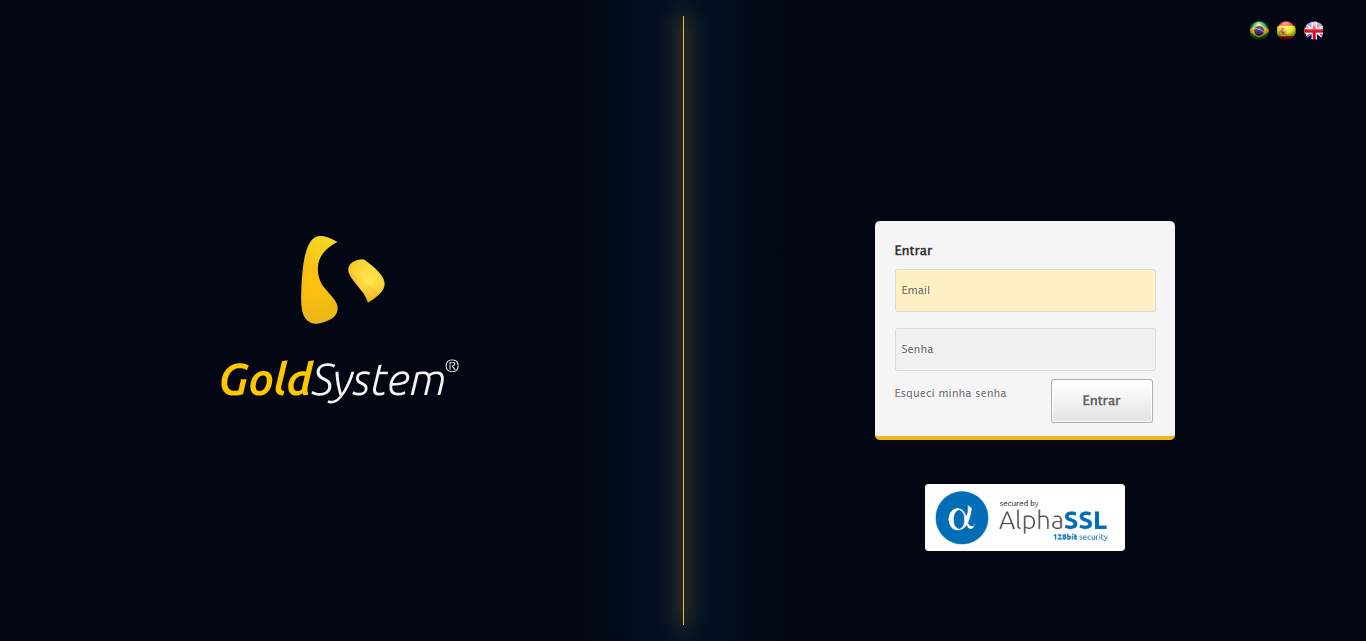 GoldSystem®
Entrar
Email
Senha
Esqueci minha senha
Entrar
α
secured by
AlphaSSL
128bit security